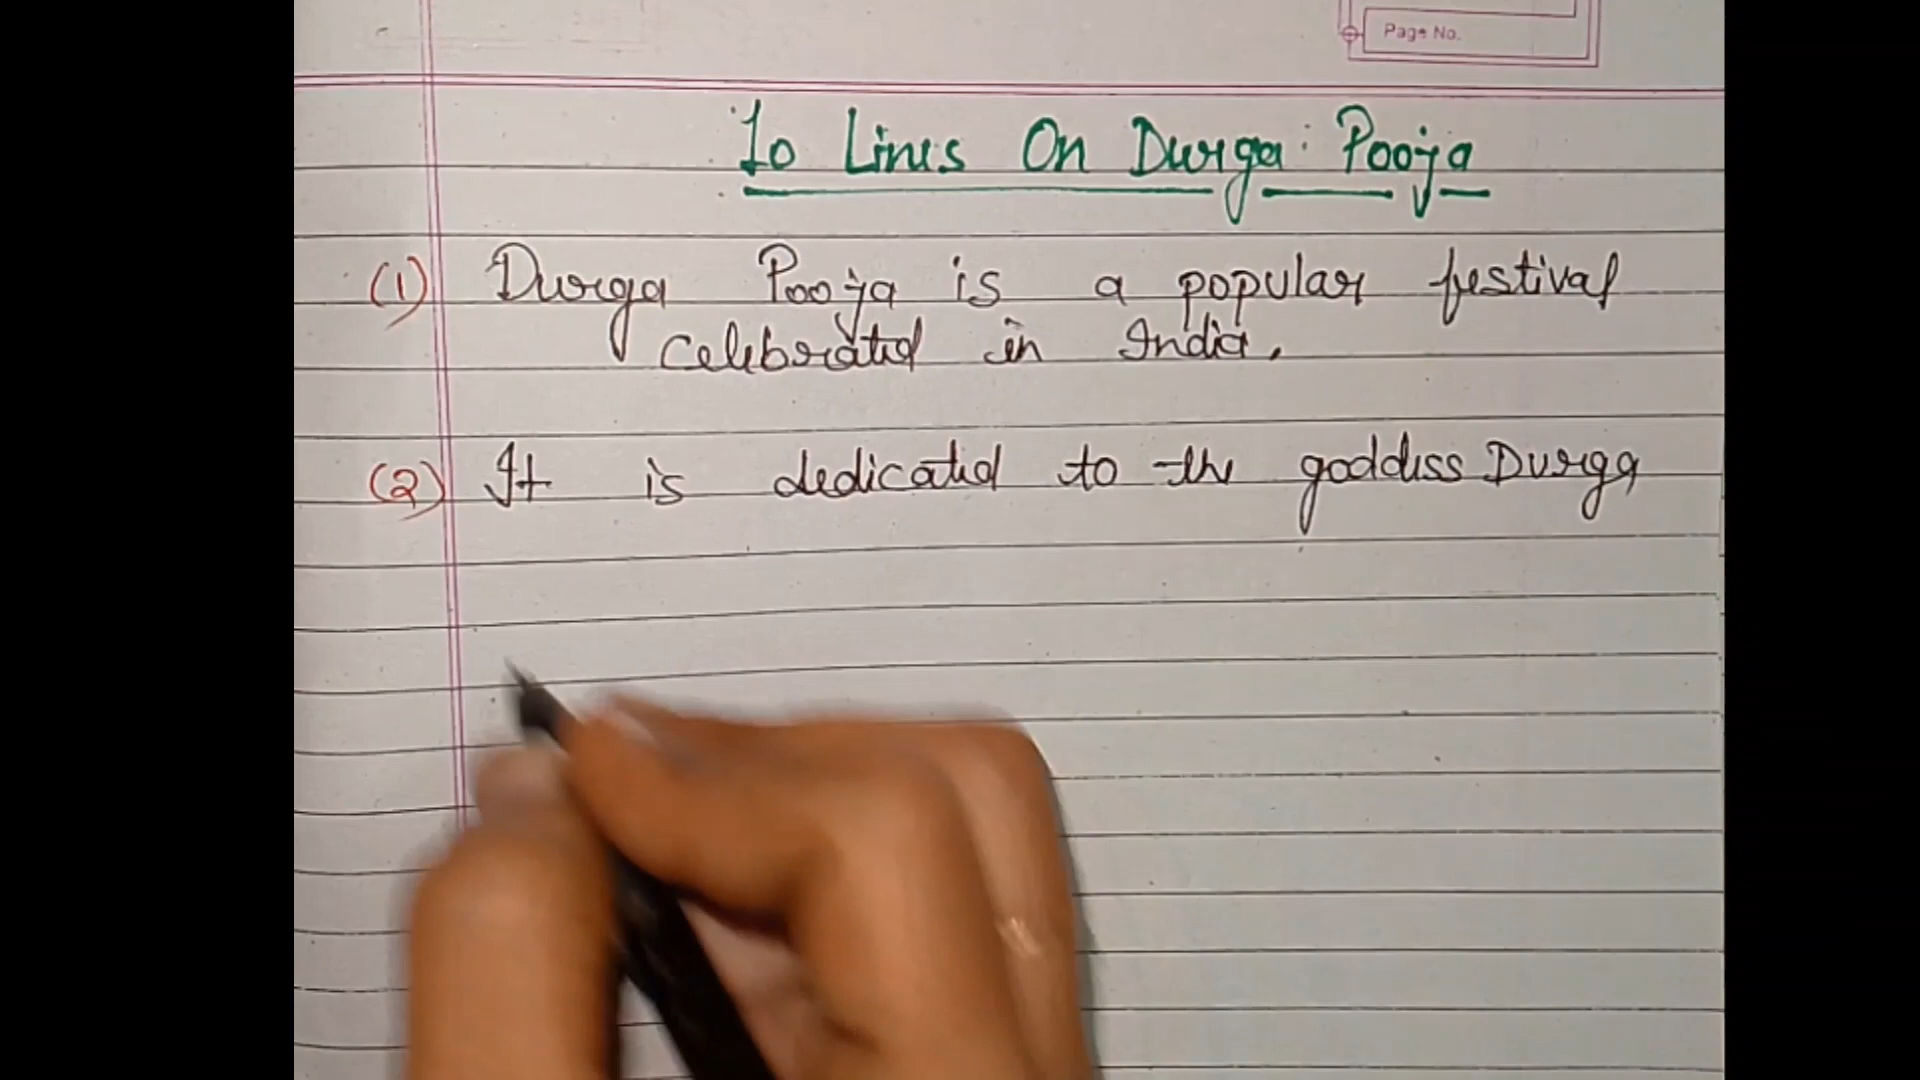 Page No.
10 Lines On Durga Pooja
(1) Durga Pooja is a popular festival
celebrated in India.
(2) It is dedicated to the goddess Durga